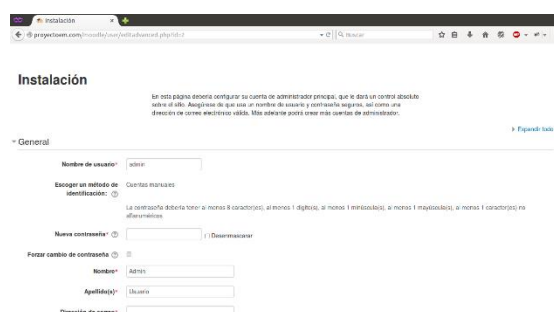 Instalación
proyectoem.com/moodle/user/editadvanced.php?id=2
Buscar
Instalación
En esta página debería configurar su cuenta de administrador principal, que le dará un control absoluto
sobre el sitio. Asegúrese de que usa un nombre de usuario y contraseña seguros, así como una
dirección de correo electrónico válida. Más adelante podrá crear más cuentas de administrador.
Expandir todo
General
Nombre de usuario*
admin
Escoger un método de
identificación:
Cuentas manuales
La contraseña debería tener al menos 8 caracter(es), al menos 1 dígito(s), al menos 1 minúscula(s), al menos 1 mayúscula(s), al menos 1 caracter(es) no
alfanuméricos
Nueva contraseña*
Desenmascarar
Forzar cambio de contraseña
Nombre*
Admin
Apellido(s)*
Usuario
Dirección de correo*